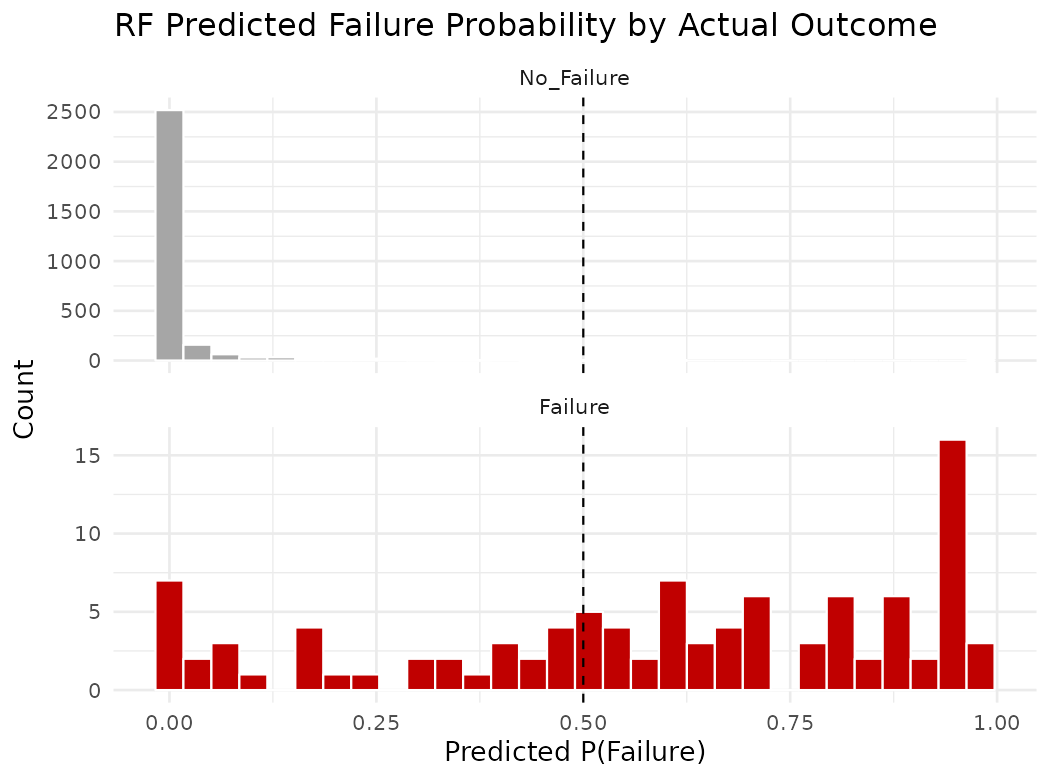 RF Predicted Failure Probability by Actual Outcome
No_Failure
2500
2000
1500
1000
500
0
Count
Failure
15
10
5
0
0.00 0.25 0.50 0.75 1.00
Predicted P(Failure)